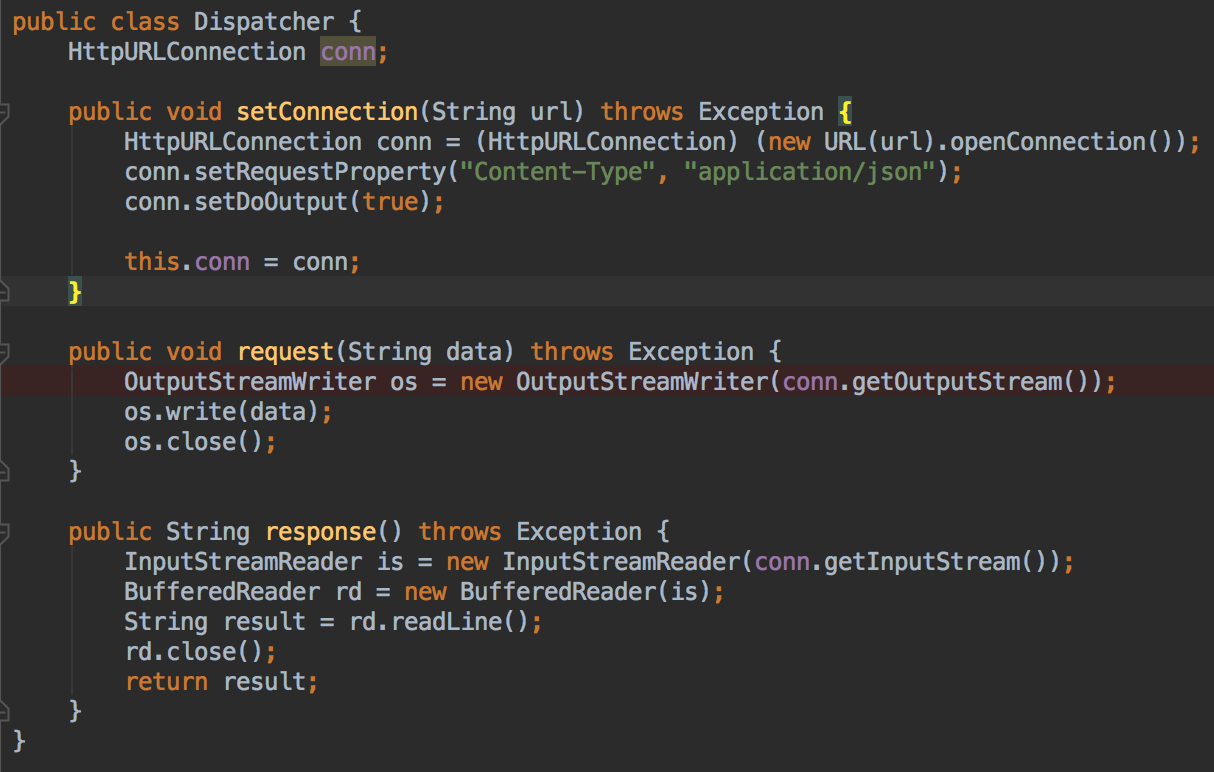 public class Dispatcher {
    HttpURLConnection conn;

    public void setConnection(String url) throws Exception {
        HttpURLConnection conn = (HttpURLConnection) (new URL(url).openConnection());
        conn.setRequestProperty("Content-Type", "application/json");
        conn.setDoOutput(true);

        this.conn = conn;
    }

    public void request(String data) throws Exception {
        OutputStreamWriter os = new OutputStreamWriter(conn.getOutputStream());
        os.write(data);
        os.close();
    }

    public String response() throws Exception {
        InputStreamReader is = new InputStreamReader(conn.getInputStream());
        BufferedReader rd = new BufferedReader(is);
        String result = rd.readLine();
        rd.close();
        return result;
    }
}